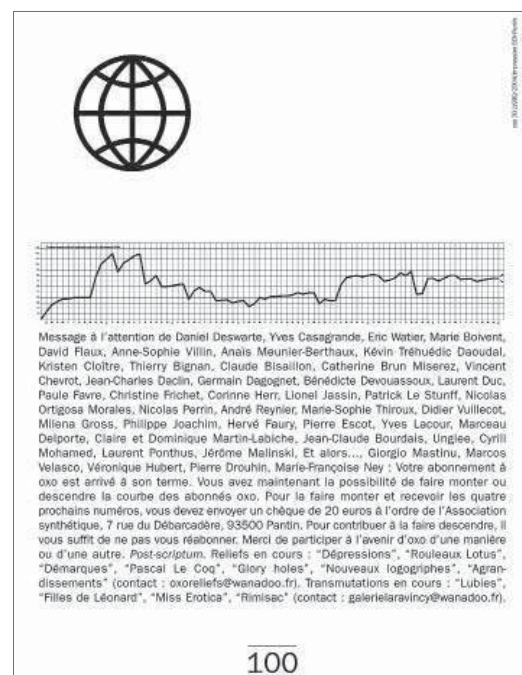 Message à l'attention de Daniel Deswarte, Yves Casagrande, Eric Watier, Marie Boivent,
David Flaux, Anne-Sophie Villin, Anaïs Meunier-Berthaux, Kévin Tréhuédic Daoudal,
Kristen Cloître, Thierry Bignan, Claude Bisaillon, Catherine Brun Miserez, Vincent
Chevrot, Jean-Charles Daclin, Germain Dagognet, Bénédicte Devouassoux, Laurent Duc,
Paule Favre, Christine Frichet, Corinne Herr, Lionel Jassin, Patrick Le Stunff, Nicolas
Ortigosa Morales, Nicolas Perrin, André Reynier, Marie-Sophie Thiroux, Didier Vuillecot,
Milena Gross, Philippe Joachim, Hervé Faury, Pierre Escot, Yves Lacour, Marceau
Delporte, Claire et Dominique Martin-Labiche, Jean-Claude Bourdais, Unglee, Cyrill
Mohamed, Laurent Ponthus, Jérôme Malinski, Et alors..., Giorgio Mastinu, Marcos
Velasco, Véronique Hubert, Pierre Drouhin, Marie-Françoise Ney : Votre abonnement à
oxo est arrivé à son terme. Vous avez maintenant la possibilité de faire monter ou
descendre la courbe des abonnés oxo. Pour la faire monter et recevoir les quatre
prochains numéros, vous devez envoyer un chèque de 20 euros à l'ordre de l'Association
synthétique, 7 rue du Débarcadère, 93500 Pantin. Pour contribuer à la faire descendre, il
vous suffit de ne pas vous réabonner. Merci de participer à l'avenir d'oxo d'une manière
ou d'une autre. Post-scriptum. Reliefs en cours : "Dépressions", "Rouleaux Lotus",
"Démarques", "Pascal Le Coq", "Glory holes", "Nouveaux logogriphes", "Agran-
dissements" (contact : oxoreliefs@wanadoo.fr). Transmutations en cours : "Lubies",
"Filles de Léonard", "Miss Erotica", "Rimisac" (contact : galerielaravincy@wanadoo.fr).
100